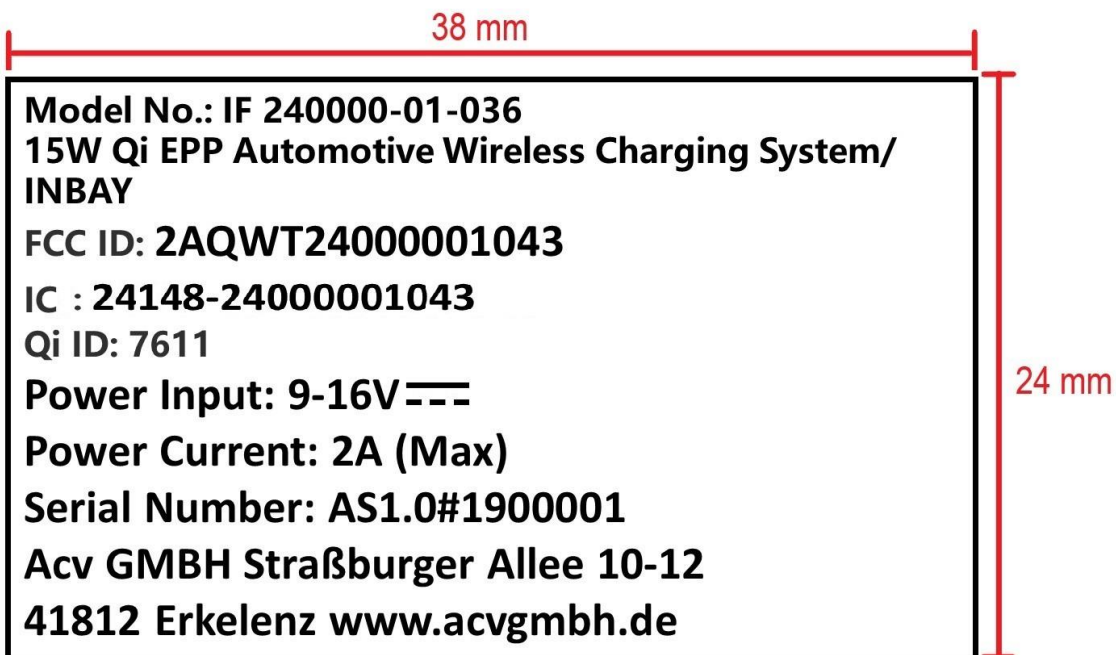 38 mm
Model No.: IF 240000-01-036
15W Qi EPP Automotive Wireless Charging System/
INBAY
FCC ID: 2AQWT24000001043
IC : 24148-24000001043
Qi ID: 7611
Power Input: 9-16V⎓
Power Current: 2A (Max)
Serial Number: AS1.0#1900001
Acv GMBH Straßburger Allee 10-12
41812 Erkelenz www.acvgmbh.de
24 mm